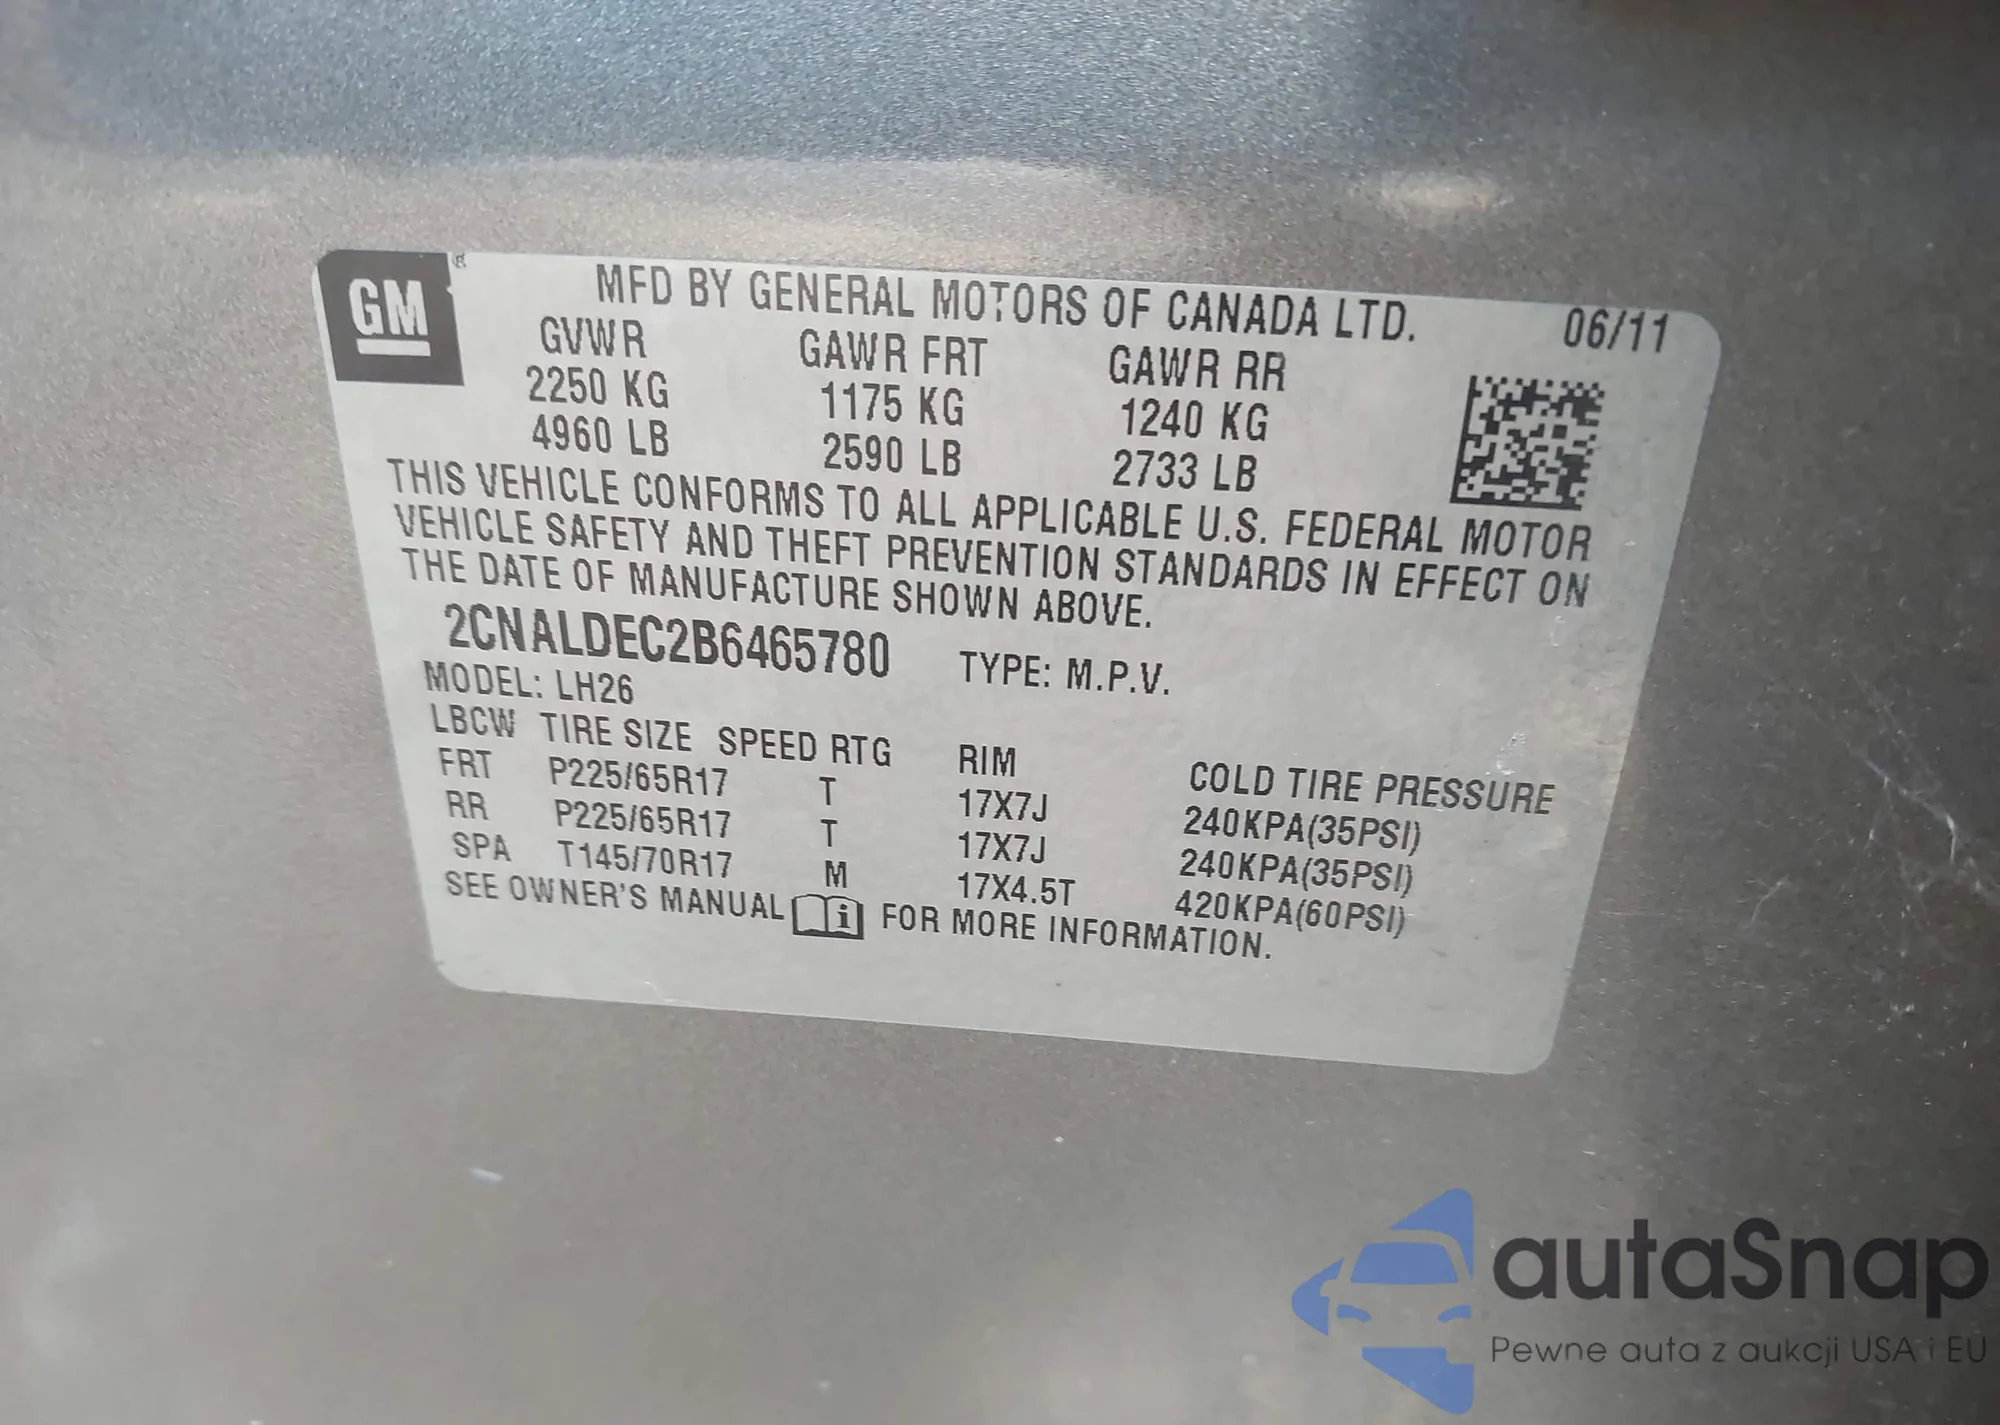 GM
MFD BY GENERAL MOTORS OF CANADA LTD. 06/11
GVWR GAWR FRT GAWR RR
2250 KG 1175 KG 1240 KG
4960 LB 2590 LB 2733 LB
THIS VEHICLE CONFORMS TO ALL APPLICABLE U.S. FEDERAL MOTOR
VEHICLE SAFETY AND THEFT PREVENTION STANDARDS IN EFFECT ON
THE DATE OF MANUFACTURE SHOWN ABOVE.
2CNALDEC2B6465780 TYPE: M.P.V.
MODEL: LH26
LBCW TIRE SIZE SPEED RTG RIM COLD TIRE PRESSURE
FRT P225/65R17 T 17X7J 240KPA(35PSI)
RR P225/65R17 T 17X7J 240KPA(35PSI)
SPA T145/70R17 M 17X4.5T 420KPA(60PSI)
SEE OWNER'S MANUAL i FOR MORE INFORMATION.
autaSnap
Pewne auta z aukcji USA i EU